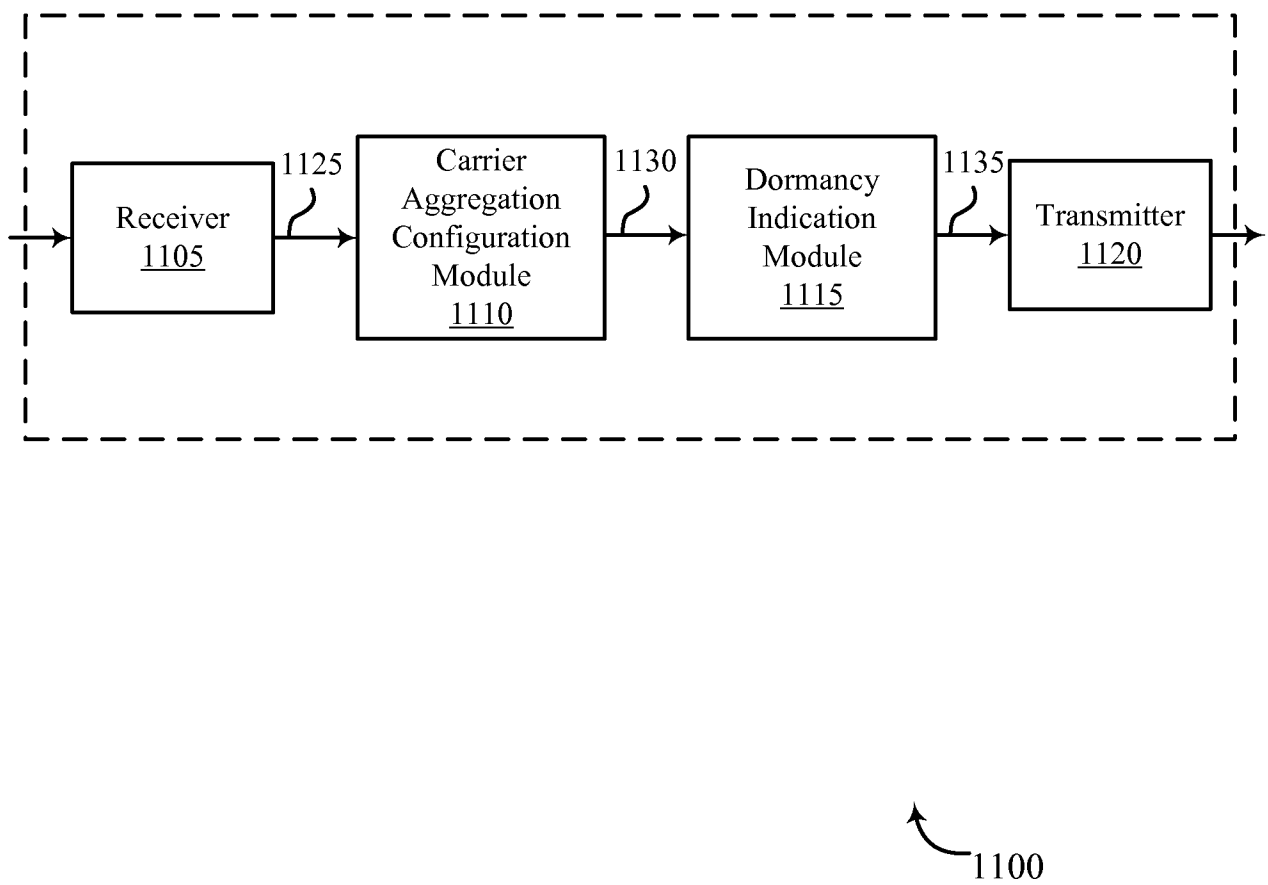 Receiver
1105
1125
Carrier
Aggregation
Configuration
Module
1110
1130
Dormancy
Indication
Module
1115
1135
Transmitter
1120
1100